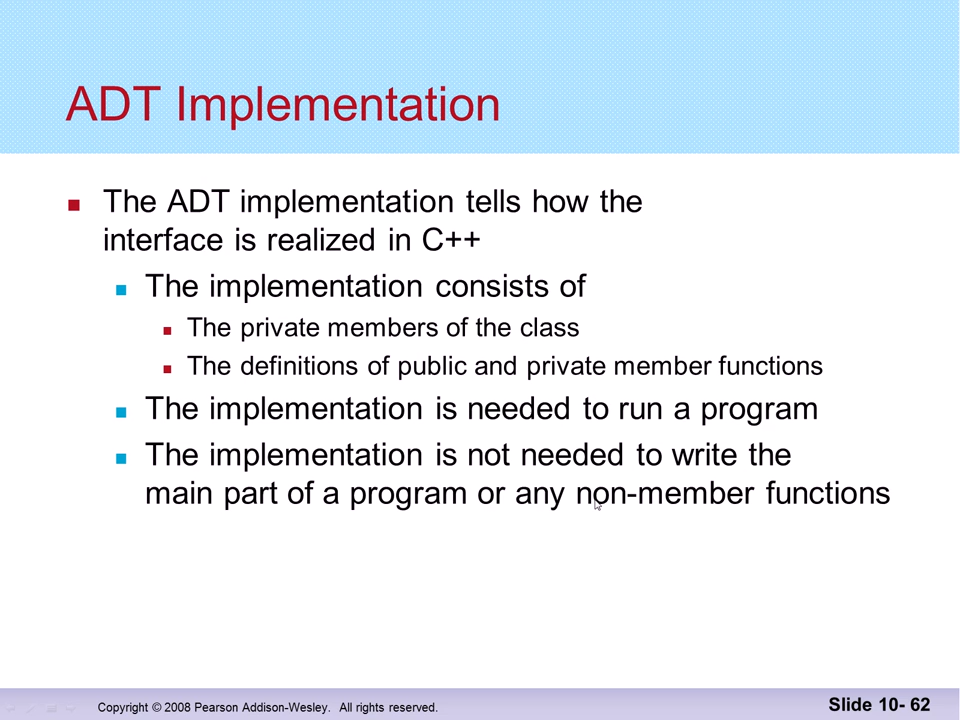 ADT Implementation
The ADT implementation tells how the
interface is realized in C++
The implementation consists of
The private members of the class
The definitions of public and private member functions
The implementation is needed to run a program
The implementation is not needed to write the
main part of a program or any non-member functions
Copyright © 2008 Pearson Addison-Wesley. All rights reserved.
Slide 10- 62